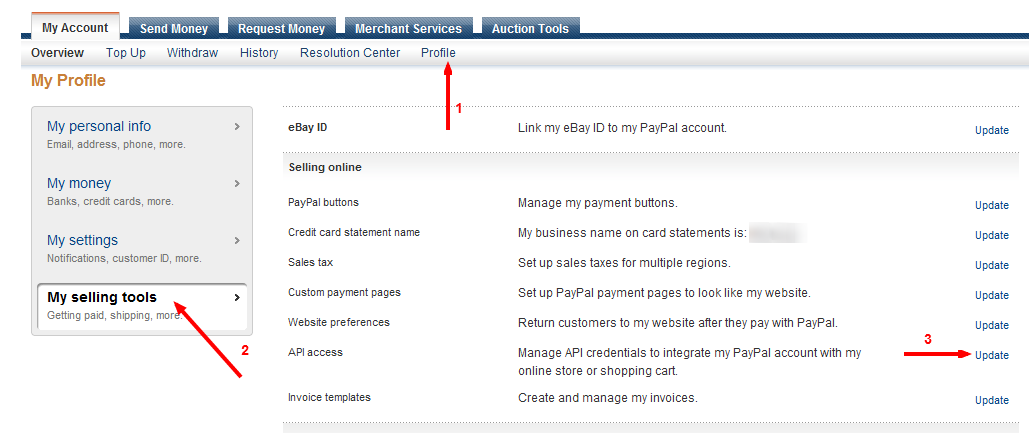 My Account Send Money Request Money Merchant Services Auction Tools
Overview Top Up Withdraw History Resolution Center Profile
My Profile
1
My personal info
Email, address, phone, more.
My money
Banks, credit cards, more.
My settings
Notifications, customer ID, more.
My selling tools
Getting paid, shipping, more.
2
eBay ID Link my eBay ID to my PayPal account. Update
Selling online
PayPal buttons Manage my payment buttons. Update
Credit card statement name My business name on card statements is: Update
Sales tax Set up sales taxes for multiple regions. Update
Custom payment pages Set up PayPal payment pages to look like my website. Update
Website preferences Return customers to my website after they pay with PayPal. Update
3
API access Manage API credentials to integrate my PayPal account with my Update
online store or shopping cart.
Invoice templates Create and manage my invoices. Update